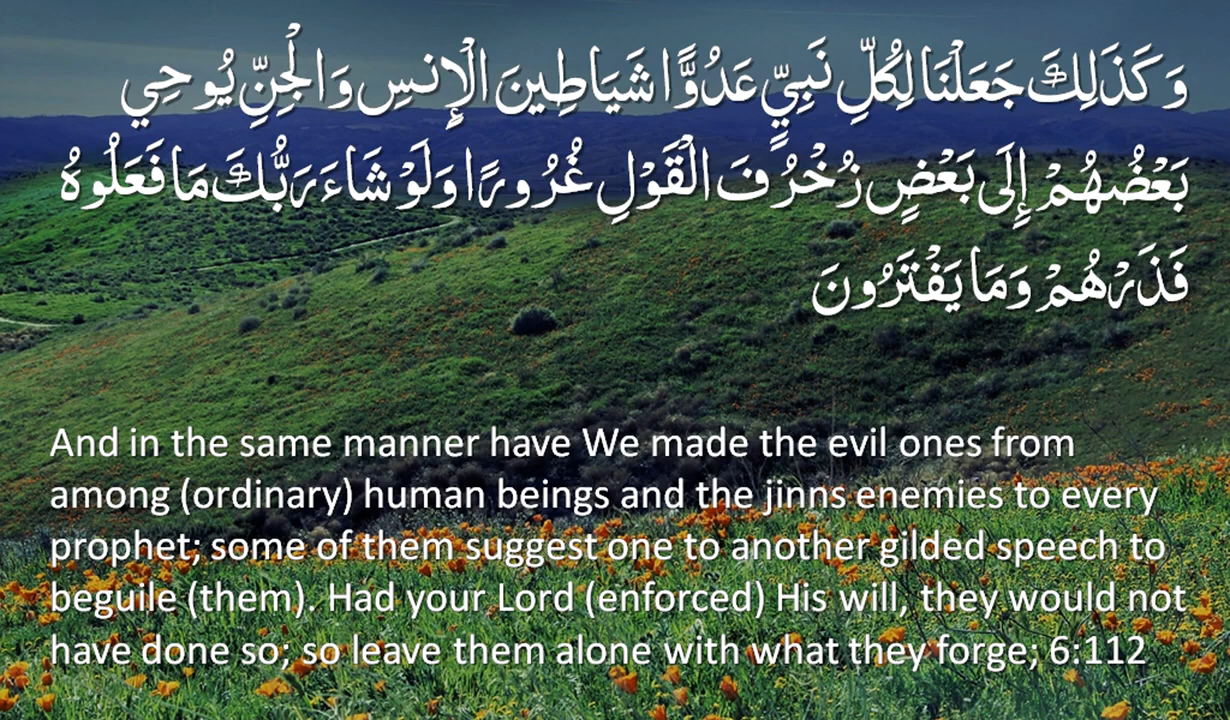 وَكَذَلِكَ جَعَلْنَا لِكُلِّ نَبِيٍّ عَدُوًّا شَيَاطِينَ الْإِنسِ وَالْجِنِّ يُوحِي
بَعْضُهُمْ إِلَى بَعْضٍ زُخْرُفَ الْقَوْلِ غُرُورًا وَلَوْ شَاءَ رَبُّكَ مَا فَعَلُوهُ
فَذَرْهُمْ وَمَا يَفْتَرُونَ
And in the same manner have We made the evil ones from
among (ordinary) human beings and the jinns enemies to every
prophet; some of them suggest one to another gilded speech to
beguile (them). Had your Lord (enforced) His will, they would not
have done so; so leave them alone with what they forge; 6:112